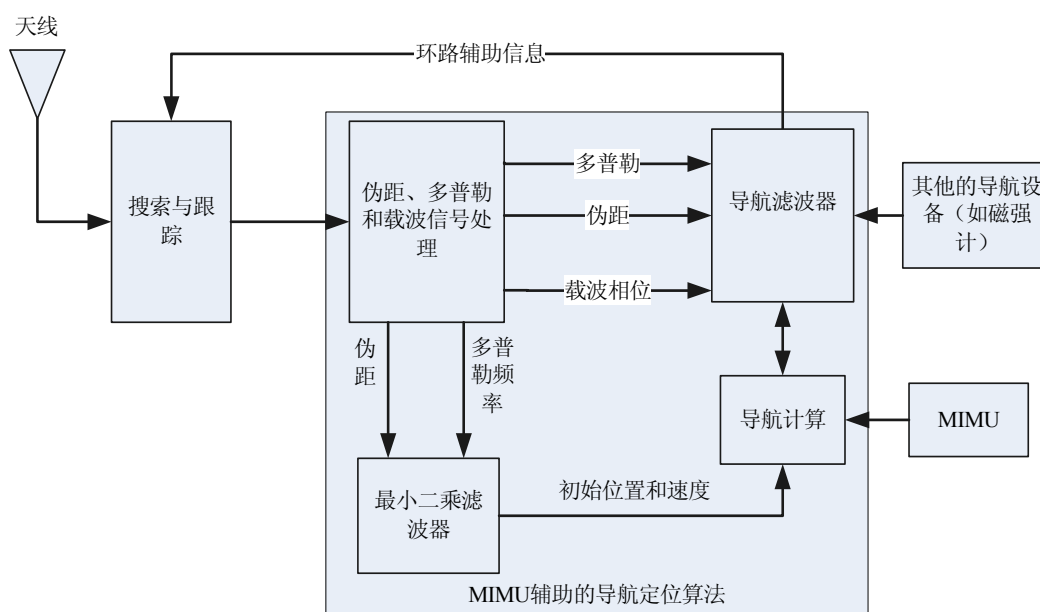 天线
环路辅助信息
搜索与跟
踪
伪距、多普勒
和载波信号处
理
多普勒
伪距
载波相位
导航滤波器
其他的导航设
备（如磁强
计）
伪
距
多普
勒频
率
导航计算
MIMU
最小二乘滤
波器
初始位置和速度
MIMU辅助的导航定位算法